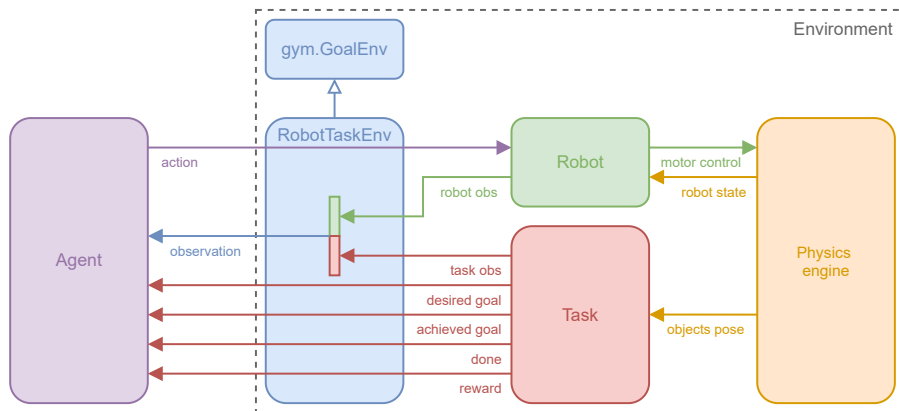 Environment
gym.GoalEnv
RobotTaskEnv
action
Robot
motor control
robot obs
robot state
observation
Agent
Physics
engine
task obs
desired goal
Task
achieved goal
objects pose
done
reward